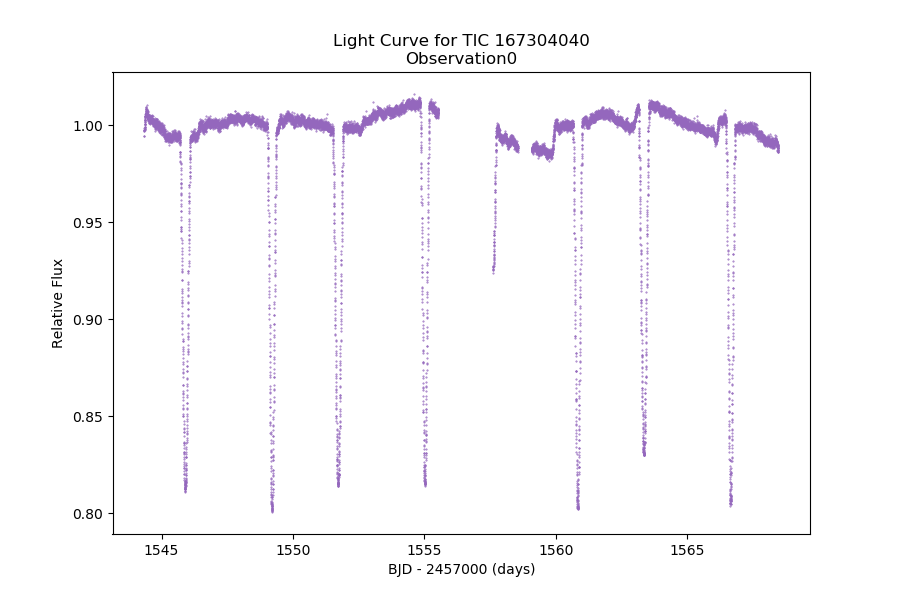 Light Curve for TIC 167304040
Observation0
1.00
0.95
0.90
0.85
0.80
Relative Flux
1545 1550 1555 1560 1565
BJD - 2457000 (days)